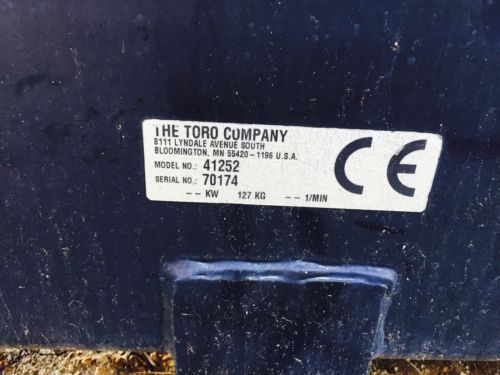 THE TORO COMPANY
8111 LYNDALE AVENUE SOUTH
BLOOMINGTON, MN 55420-1196 U.S.A.
MODEL NO.: 41252
SERIAL NO.: 70174
-- KW 127 KG -- 1/MIN
CE